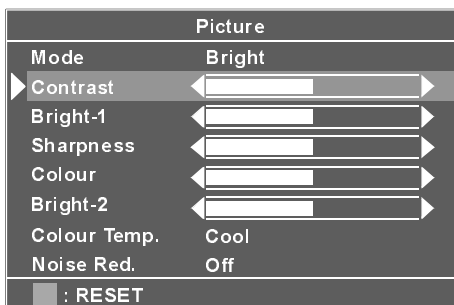 Picture
Mode Bright
Contrast
Bright-1
Sharpness
Colour
Bright-2
Colour Temp. Cool
Noise Red. Off
: RESET